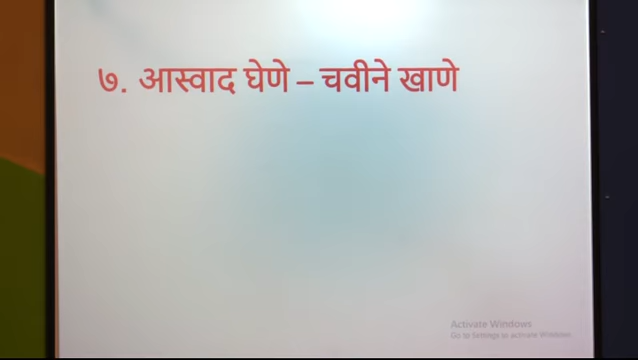 ७. आस्वाद घेणे – चवीने खाणे
Activate Windows
Go to Settings to activate Windows.